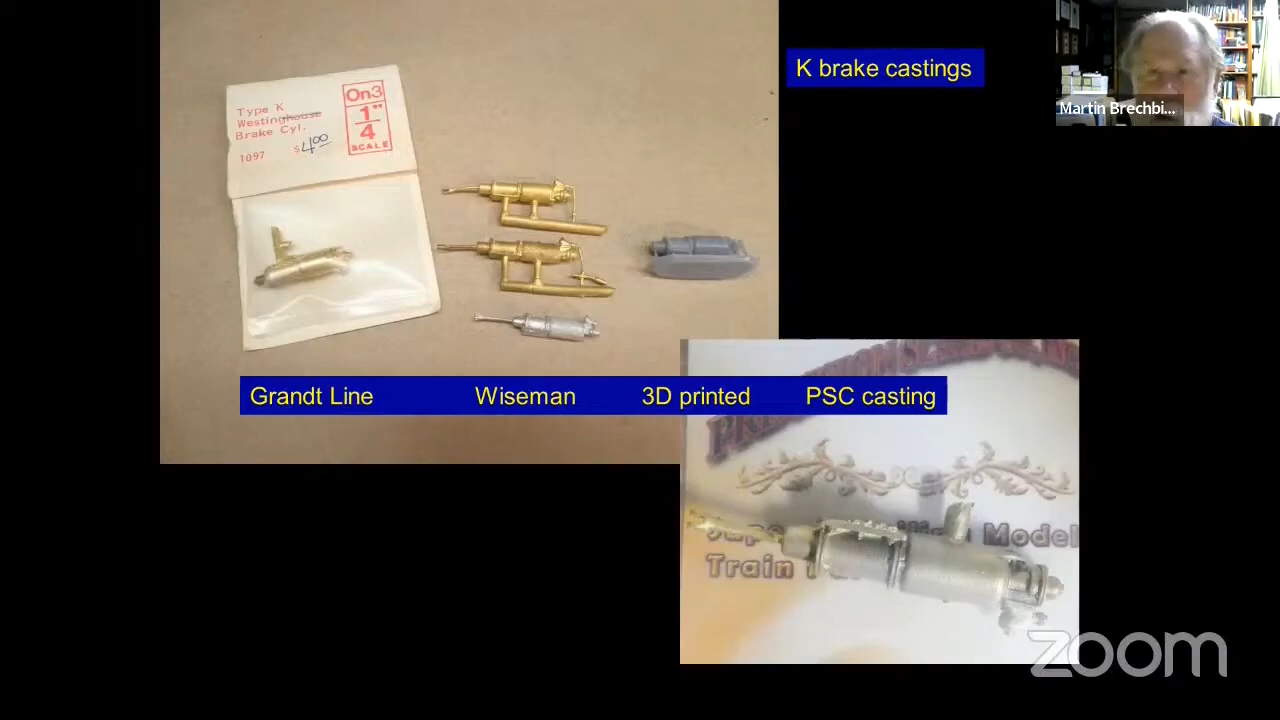 K brake castings
Martin Brechbi...
Type K
Westinghouse
Brake Cyl.
1097 $4.00
On3
1"
4
SCALE
Grandt Line Wiseman 3D printed PSC casting
Model
Train
zoom